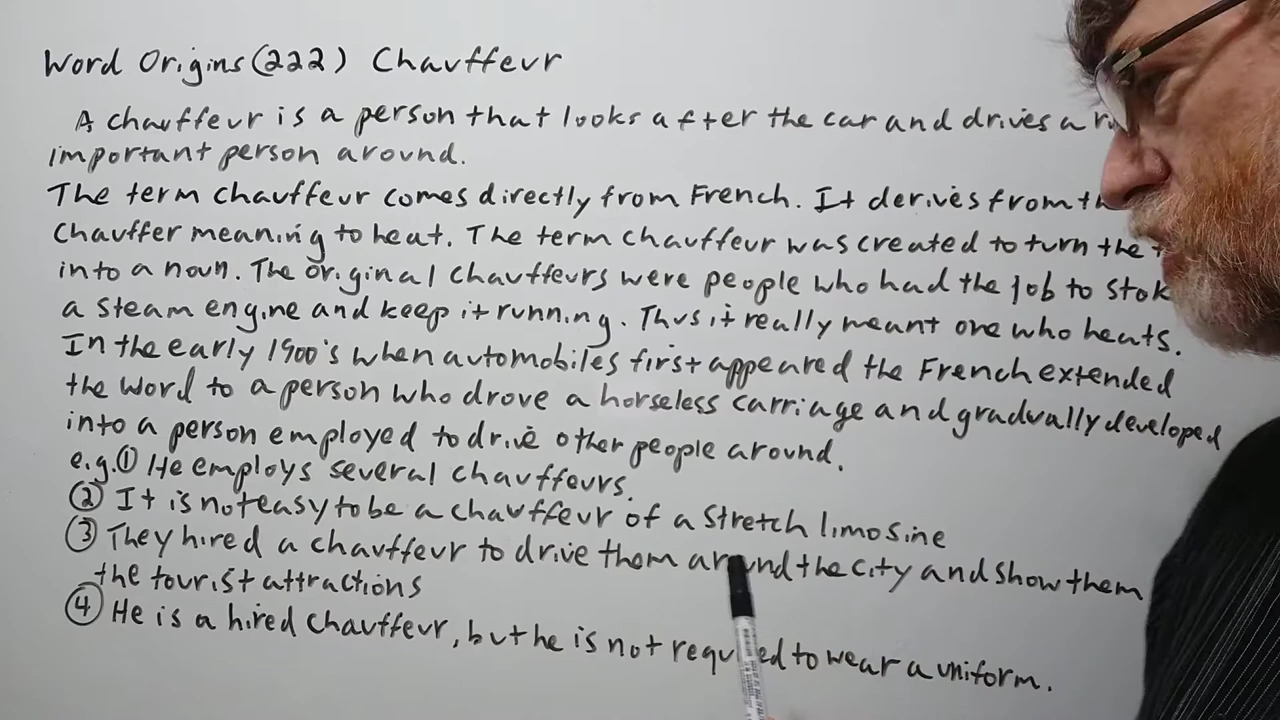 Word Origins (222) Chauffeur
A chauffeur is a person that looks after the car and drives a
important person around.
The term chauffeur comes directly from French. It derives from
chauffer meaning to heat. The term chauffeur was created to turn the
into a noun. The original chauffeurs were people who had the job to
a steam engine and keep it running. Thus it really meant one who heats.
In the early 1900's when automobiles first appeared the French extended
the word to a person who drove a horseless carriage and gradually developed
into a person employed to drive other people around.
e.g. ① He employs several chauffeurs.
② It is not easy to be a chauffeur of a stretch limosine
③ They hired a chauffeur to drive them around the city and show them
the tourist attractions
④ He is a hired chauffeur, but he is not required to wear a uniform.